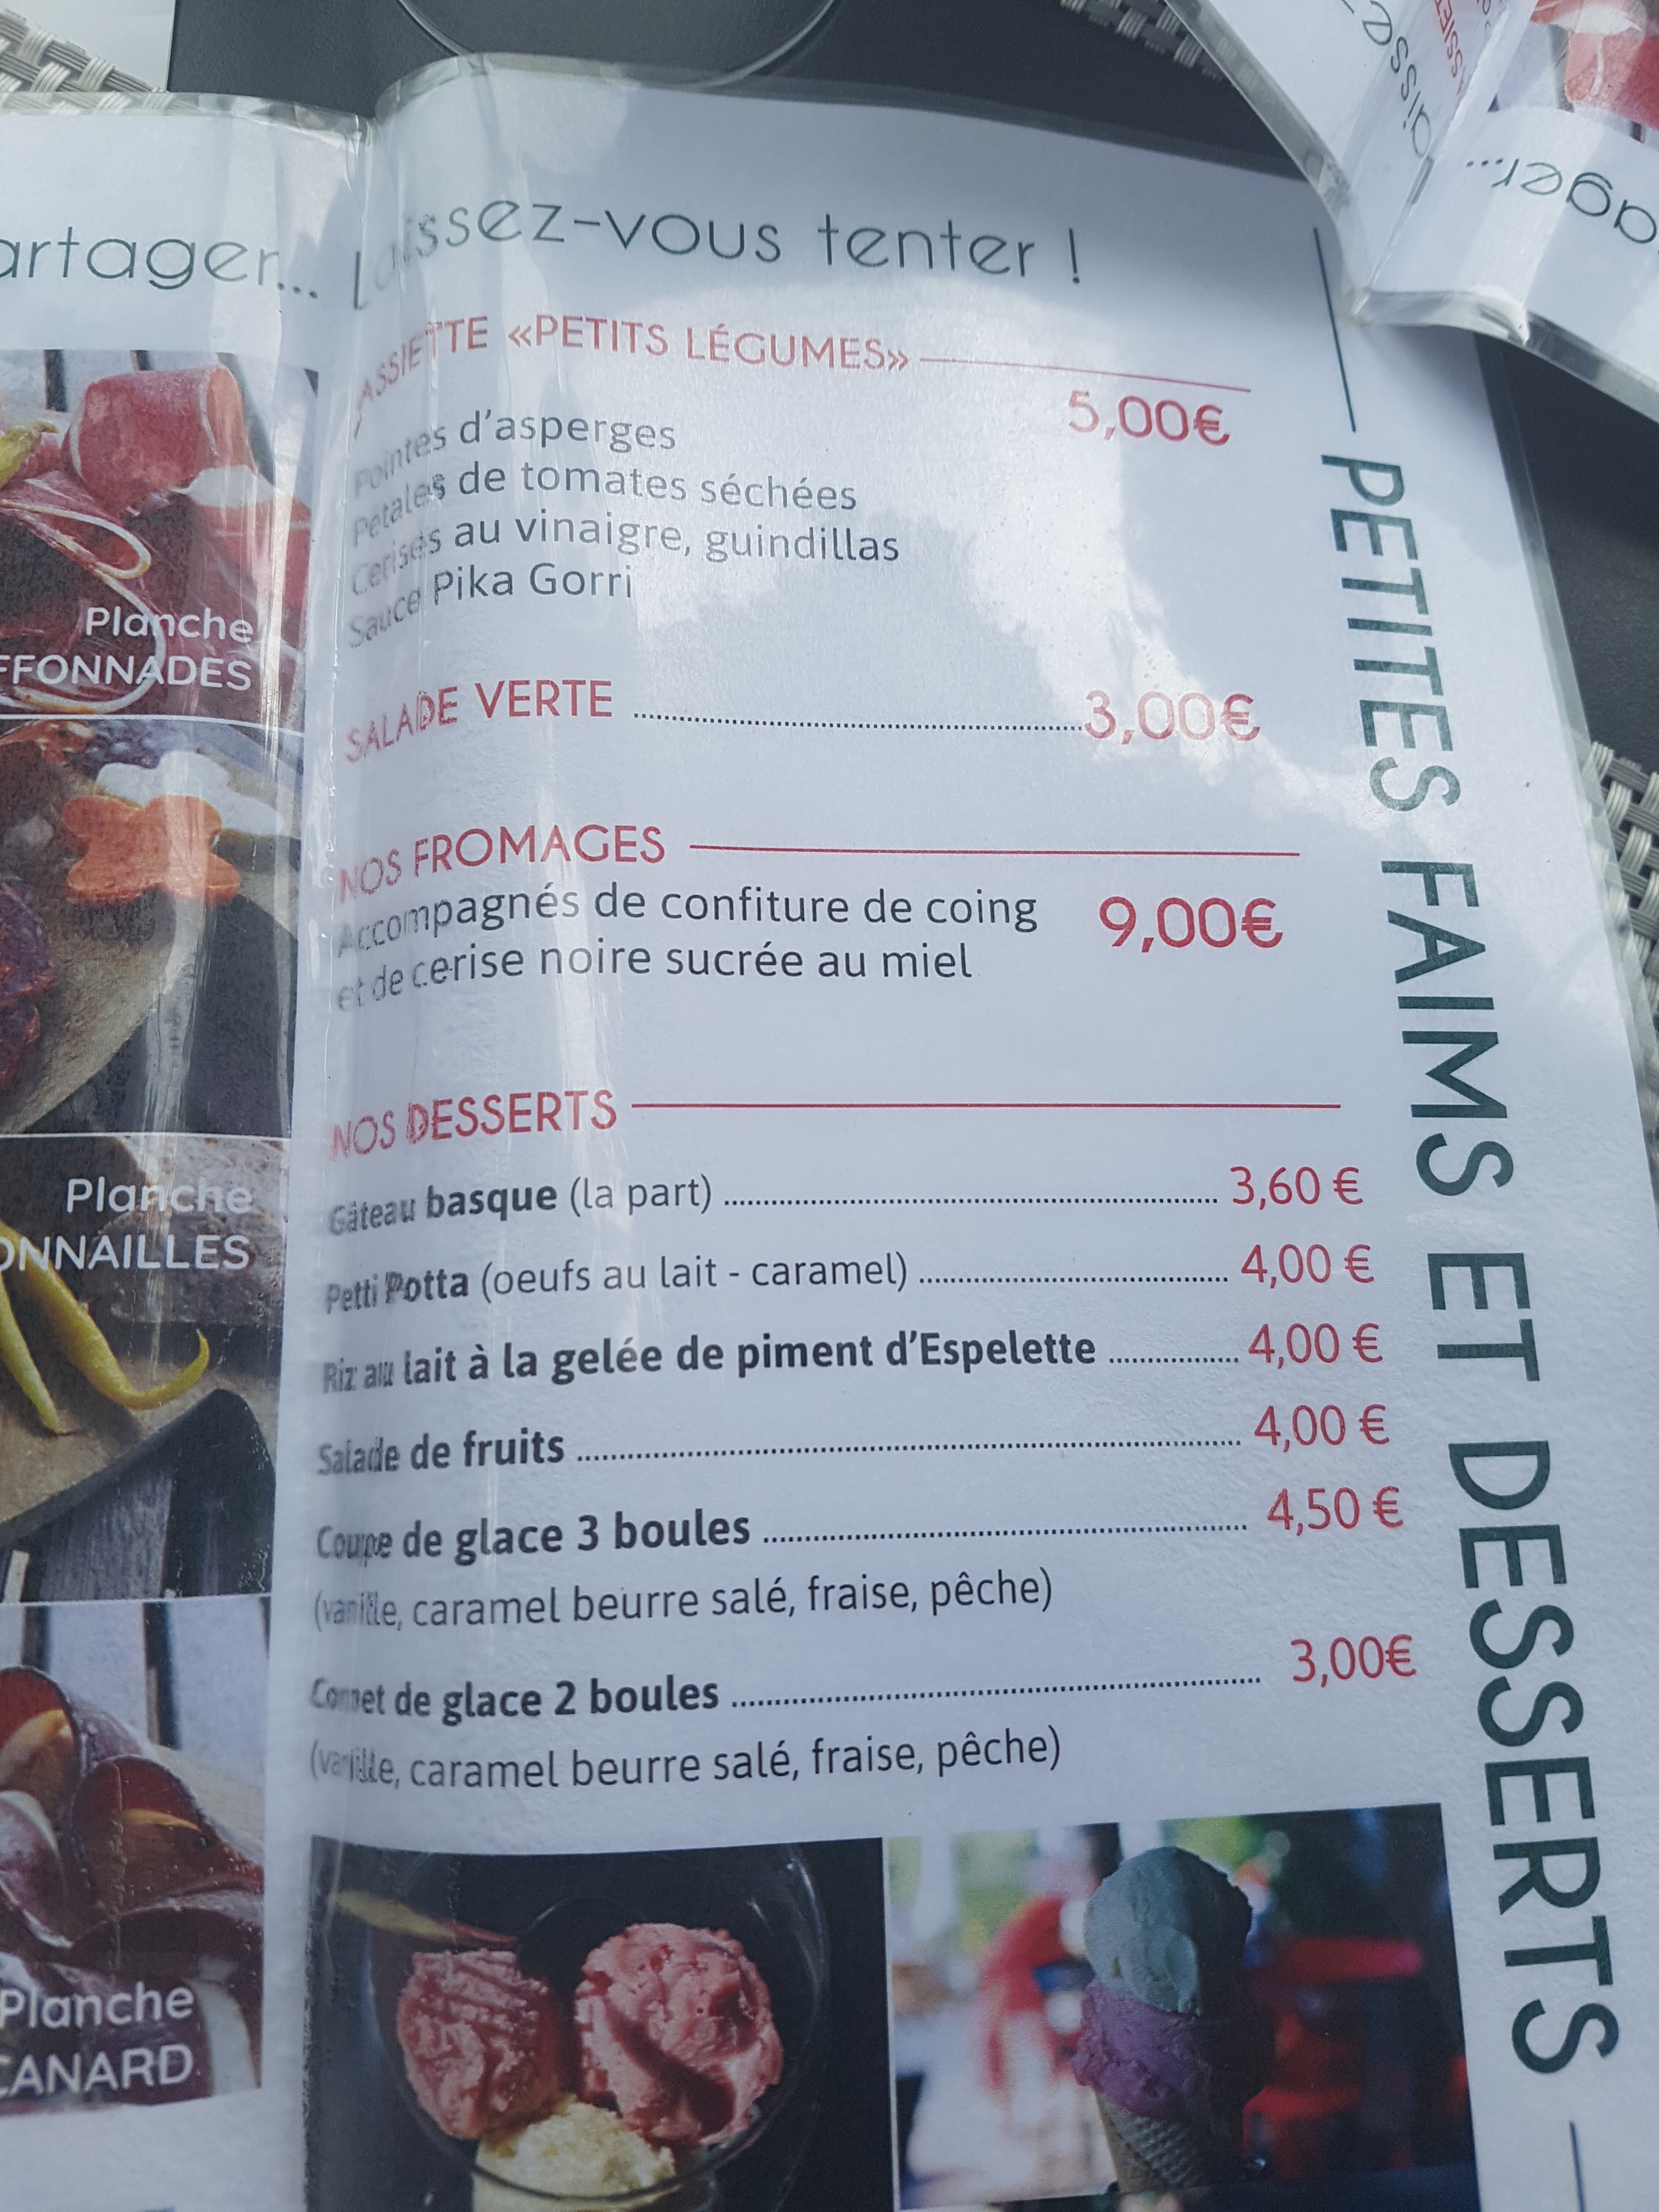 artager...
Planche
FFONNADES
Planche
ONNAILLES
Planche
CANARD
Laissez-vous tenter !
ASSIETTE «PETITS LÉGUMES»
5,00€
Pointes d'asperges
Petales de tomates séchées
Cerises au vinaigre, guindillas
Sauce Pika Gorri
SALADE VERTE 3,00€
NOS FROMAGES
Accompagnés de confiture de coing 9,00€
et de cerise noire sucrée au miel
NOS DESSERTS
Gâteau basque (la part) 3,60 €
Petti Potta (oeufs au lait - caramel) 4,00 €
Riz au lait à la gelée de piment d'Espelette 4,00 €
Salade de fruits 4,00 €
Coupe de glace 3 boules 4,50 €
(vanille, caramel beurre salé, fraise, pêche)
Cornet de glace 2 boules 3,00€
(vanille, caramel beurre salé, fraise, pêche)
PETITES FAIMS ET DESSERTS
aisse
SSIET
ager...